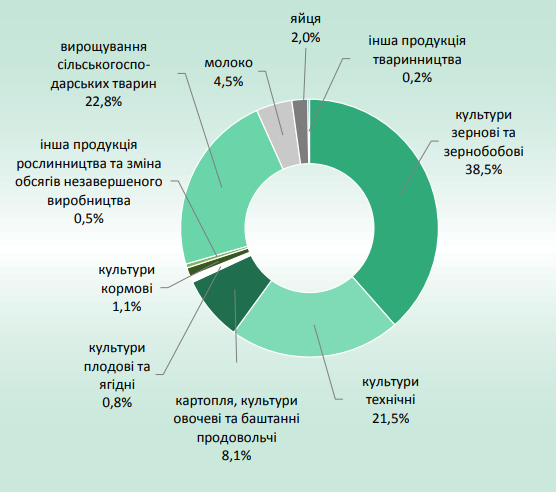 яйця
2,0%
інша продукція
тваринництва
0,2%
культури
зернові та
зернобобові
38,5%
культури
технічні
21,5%
картопля, культури
овочеві та баштанні
продовольчі
8,1%
культури
плодові та
ягідні
0,8%
культури
кормові
1,1%
інша продукція
рослинництва та зміна
обсягів незавершеного
виробництва
0,5%
вирощування
сільськогоспо-
дарських тварин
22,8%
молоко
4,5%